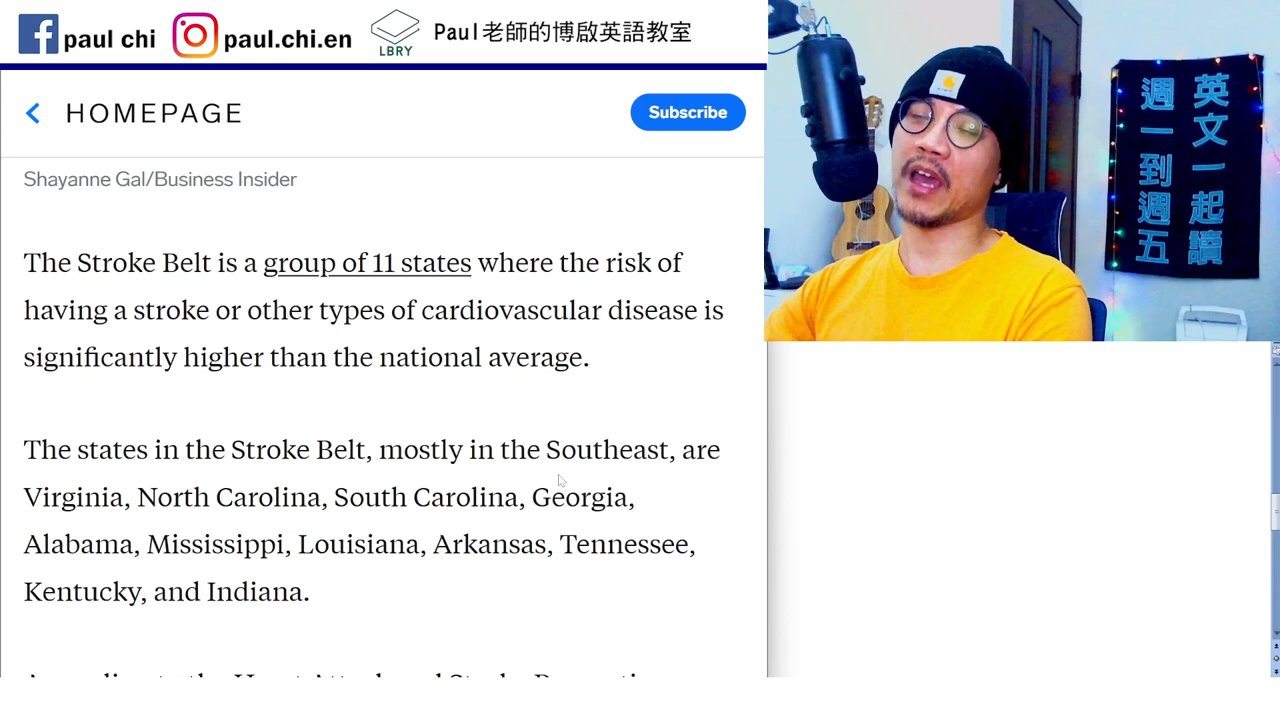 paul chi
paul.chi.en
LBRY
Paul老師的博啟英語教室
HOMEPAGE
Subscribe
Shayanne Gal/Business Insider
The Stroke Belt is a group of 11 states where the risk of
having a stroke or other types of cardiovascular disease is
significantly higher than the national average.
The states in the Stroke Belt, mostly in the Southeast, are
Virginia, North Carolina, South Carolina, Georgia,
Alabama, Mississippi, Louisiana, Arkansas, Tennessee,
Kentucky, and Indiana.
英文一起讀
週一到週五